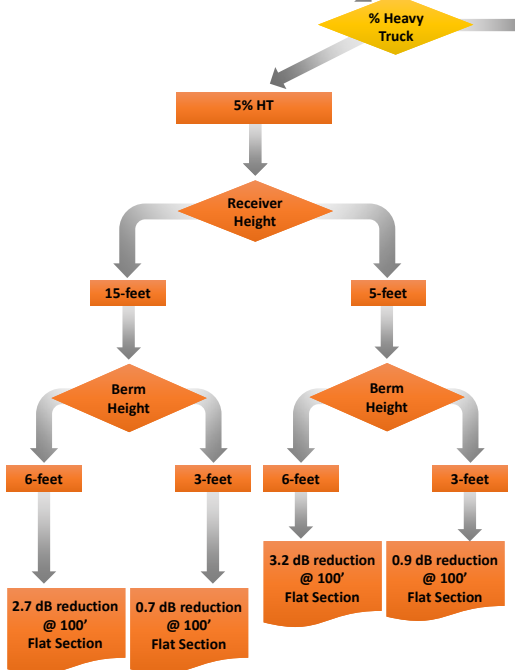 % Heavy
Truck
5% HT
Receiver
Height
15-feet
5-feet
Berm
Height
Berm
Height
6-feet
3-feet
6-feet
3-feet
3.2 dB reduction
@ 100'
Flat Section
0.9 dB reduction
@ 100'
Flat Section
2.7 dB reduction
@ 100'
Flat Section
0.7 dB reduction
@ 100'
Flat Section